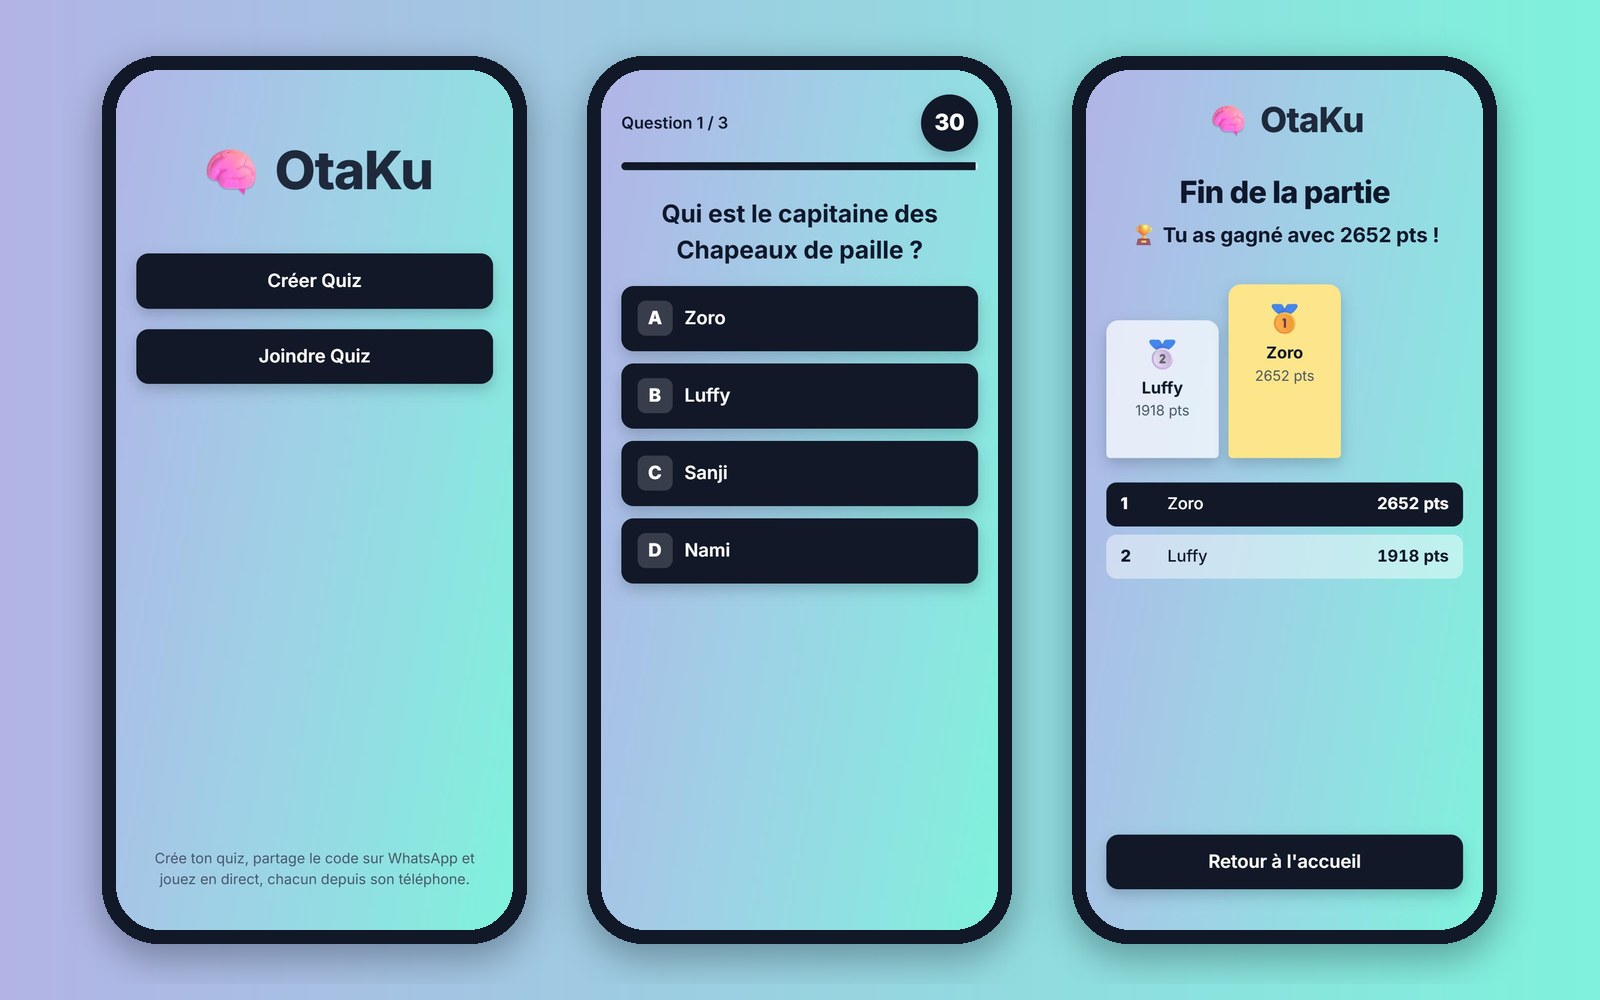 OtaKu
Créer Quiz
Joindre Quiz
Crée ton quiz, partage le code sur WhatsApp et
jouez en direct, chacun depuis son téléphone.
Question 1 / 3
30
Qui est le capitaine des
Chapeaux de paille ?
A Zoro
B Luffy
C Sanji
D Nami
OtaKu
Fin de la partie
Tu as gagné avec 2652 pts !
2
Luffy
1918 pts
1
Zoro
2652 pts
1 Zoro 2652 pts
2 Luffy 1918 pts
Retour à l'accueil